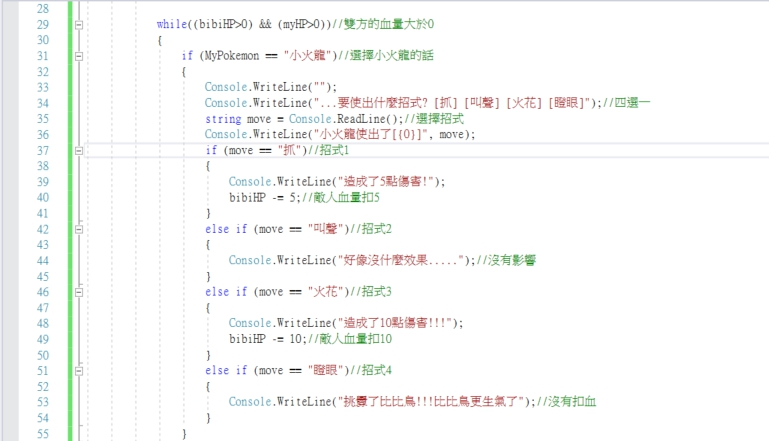 28
29 while((bibiHP>0) && (myHP>0))//雙方的血量大於0
30 {
31 if (MyPokemon == "小火龍")//選擇小火龍的話
32 {
33 Console.WriteLine("");
34 Console.WriteLine("...要使出什麼招式? [抓] [叫聲] [火花] [瞪眼]");//四選一
35 string move = Console.ReadLine();//選擇招式
36 Console.WriteLine("小火龍使出了[{0}]", move);
37 if (move == "抓")//招式1
38 {
39 Console.WriteLine("造成了5點傷害!");
40 bibiHP -= 5;//敵人血量扣5
41 }
42 else if (move == "叫聲")//招式2
43 {
44 Console.WriteLine("好像沒什麼效果.....");//沒有影響
45 }
46 else if (move == "火花")//招式3
47 {
48 Console.WriteLine("造成了10點傷害!!!");
49 bibiHP -= 10;//敵人血量扣10
50 }
51 else if (move == "瞪眼")//招式4
52 {
53 Console.WriteLine("挑釁了比比鳥!!!比比鳥更生氣了");//沒有扣血
54 }
55 }